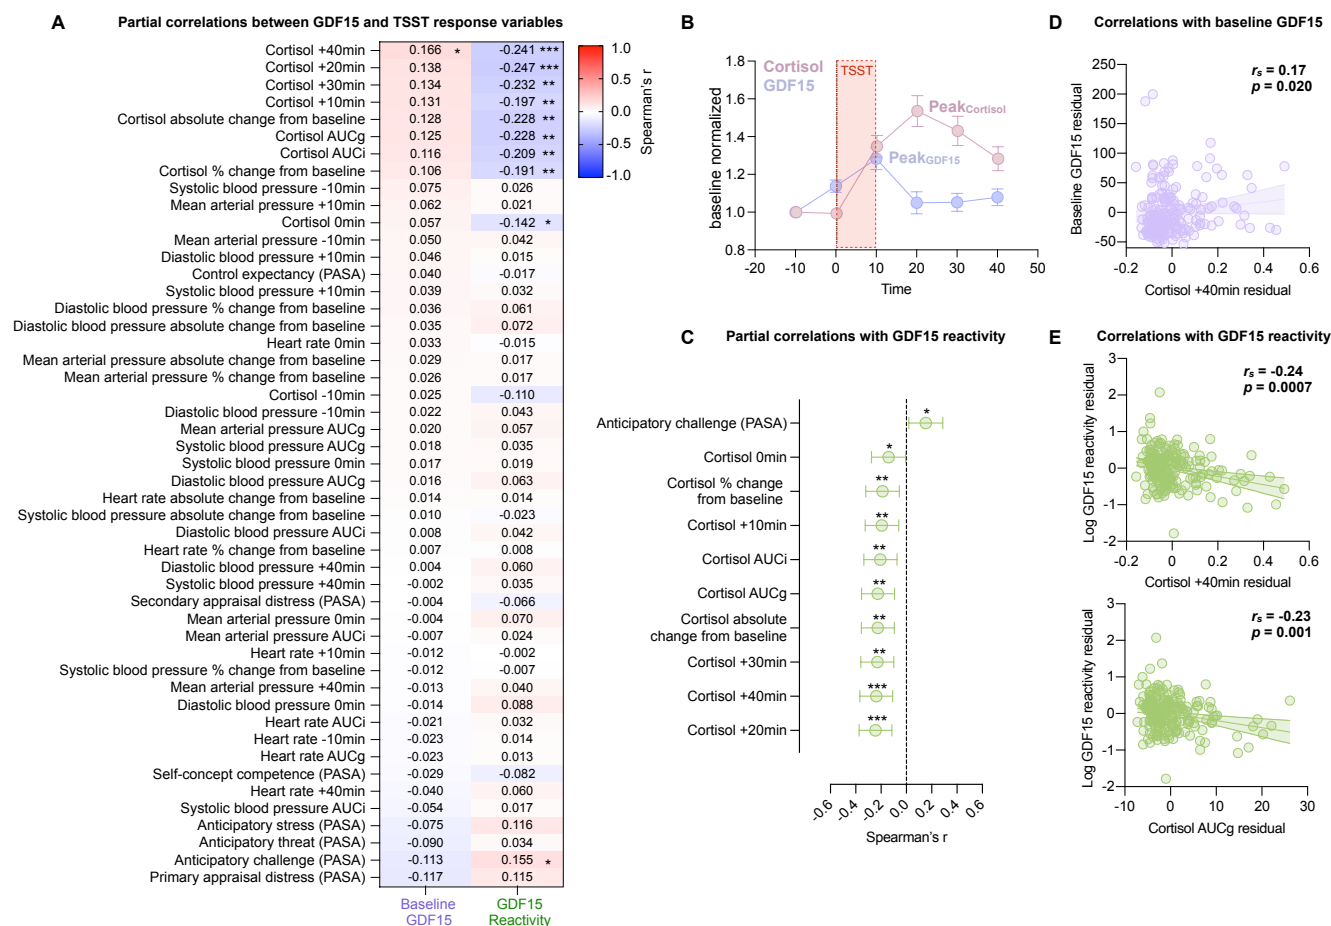 A
Partial correlations between GDF15 and TSST response variables
Cortisol +40min 0.166 * -0.241 ***
Cortisol +20min 0.138 -0.247 ***
Cortisol +30min 0.134 -0.232 **
Cortisol +10min 0.131 -0.197 **
Cortisol absolute change from baseline 0.128 -0.228 **
Cortisol AUCg 0.125 -0.228 **
Cortisol AUCi 0.116 -0.209 **
Cortisol % change from baseline 0.106 -0.191 **
Systolic blood pressure -10min 0.075 0.026
Mean arterial pressure +10min 0.062 0.021
Cortisol 0min 0.057 -0.142 *
Mean arterial pressure -10min 0.050 0.042
Diastolic blood pressure +10min 0.046 0.015
Control expectancy (PASA) 0.040 -0.017
Systolic blood pressure +10min 0.039 0.032
Diastolic blood pressure % change from baseline 0.036 0.061
Diastolic blood pressure absolute change from baseline 0.035 0.072
Heart rate 0min 0.033 -0.015
Mean arterial pressure absolute change from baseline 0.029 0.017
Mean arterial pressure % change from baseline 0.026 0.017
Cortisol -10min 0.025 -0.110
Diastolic blood pressure -10min 0.022 0.043
Mean arterial pressure AUCg 0.020 0.057
Systolic blood pressure AUCg 0.018 0.035
Systolic blood pressure 0min 0.017 0.019
Diastolic blood pressure AUCg 0.016 0.063
Heart rate absolute change from baseline 0.014 0.014
Systolic blood pressure absolute change from baseline 0.010 -0.023
Diastolic blood pressure AUCi 0.008 0.042
Heart rate % change from baseline 0.007 0.008
Diastolic blood pressure +40min 0.004 0.060
Systolic blood pressure +40min -0.002 0.035
Secondary appraisal distress (PASA) -0.004 -0.066
Mean arterial pressure 0min -0.004 0.070
Mean arterial pressure AUCi -0.007 0.024
Heart rate +10min -0.012 -0.002
Systolic blood pressure % change from baseline -0.012 -0.007
Mean arterial pressure +40min -0.013 0.040
Diastolic blood pressure 0min -0.014 0.088
Heart rate AUCi -0.021 0.032
Heart rate -10min -0.023 0.014
Heart rate AUCg -0.023 0.013
Self-concept competence (PASA) -0.029 -0.082
Heart rate +40min -0.040 0.060
Systolic blood pressure AUCi -0.054 0.017
Anticipatory stress (PASA) -0.075 0.116
Anticipatory threat (PASA) -0.090 0.034
Anticipatory challenge (PASA) -0.113 0.155 *
Primary appraisal distress (PASA) -0.117 0.115
Baseline
GDF15
GDF15
Reactivity
1.0
0.5
0.0
-0.5
-1.0
Spearman's r
B
Cortisol
GDF15
TSST
Peak Cortisol
Peak GDF15
baseline normalized
1.8
1.6
1.4
1.2
1.0
0.8
-20 -10 0 10 20 30 40 50
Time
C
Partial correlations with GDF15 reactivity
Anticipatory challenge (PASA) *
Cortisol 0min *
Cortisol % change
from baseline **
Cortisol +10min **
Cortisol AUCi **
Cortisol AUCg **
Cortisol absolute
change from baseline **
Cortisol +30min **
Cortisol +40min ***
Cortisol +20min ***
-0.6 -0.4 -0.2 0.0 0.2 0.4 0.6
Spearman's r
D
Correlations with baseline GDF15
rs = 0.17
p = 0.020
Baseline GDF15 residual
250
200
150
100
50
0
-50
-0.2 0 0.2 0.4 0.6
Cortisol +40min residual
E
Correlations with GDF15 reactivity
rs = -0.24
p = 0.0007
Log GDF15 reactivity residual
3
2
1
0
-1
-2
-0.2 0 0.2 0.4 0.6
Cortisol +40min residual
rs = -0.23
p = 0.001
Log GDF15 reactivity residual
3
2
1
0
-1
-2
-10 0 10 20 30
Cortisol AUCg residual